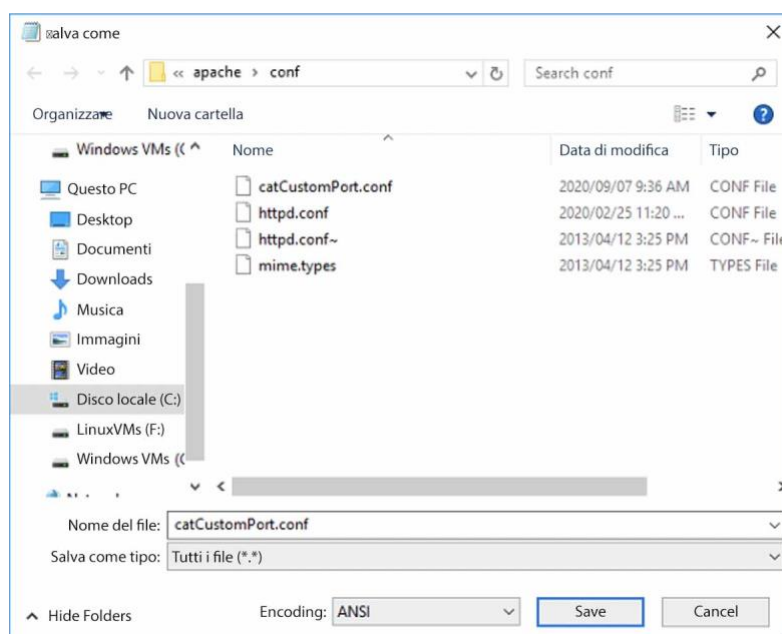 Salva come
« apache > conf
Search conf
Organizzare Nuova cartella
Nome Data di modifica Tipo
Windows VMs ((
Questo PC
Desktop
Documenti
Downloads
Musica
Immagini
Video
Disco locale (C:)
LinuxVMs (F:)
Windows VMs ((
catCustomPort.conf 2020/09/07 9:36 AM CONF File
httpd.conf 2020/02/25 11:20 ... CONF File
httpd.conf~ 2013/04/12 3:25 PM CONF~ File
mime.types 2013/04/12 3:25 PM TYPES File
Nome del file: catCustomPort.conf
Salva come tipo: Tutti i file (*.*)
Hide Folders Encoding: ANSI Save Cancel